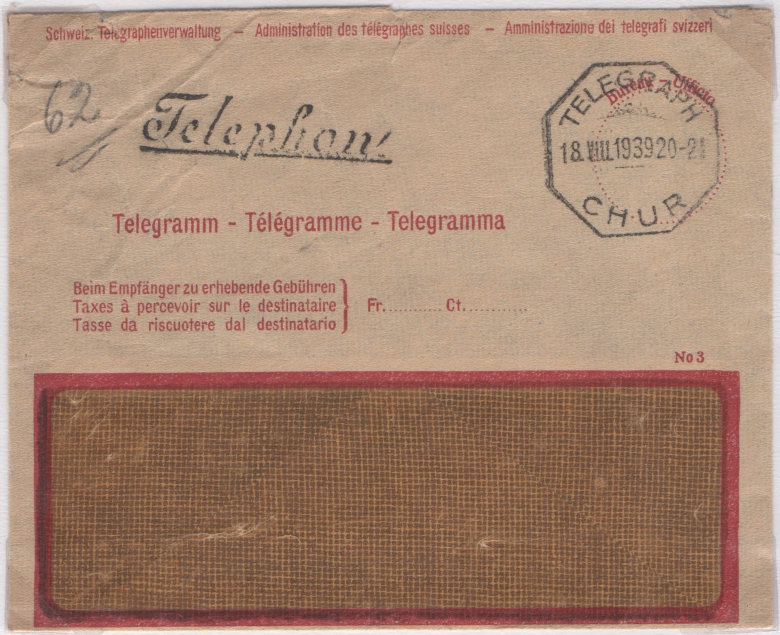 Schweiz. Telegraphenverwaltung – Administration des télégraphes suisses – Amministrazione dei telegrafi svizzeri
Bureau – Ufficio
TELEGRAPH
18.VIII.1939 20-21
CHUR
62
Telephon!
Telegramm - Télégramme - Telegramma
Beim Empfänger zu erhebende Gebühren
Taxes à percevoir sur le destinataire
Tasse da riscuotere dal destinatario
Fr. .......... Ct. ..........
No 3